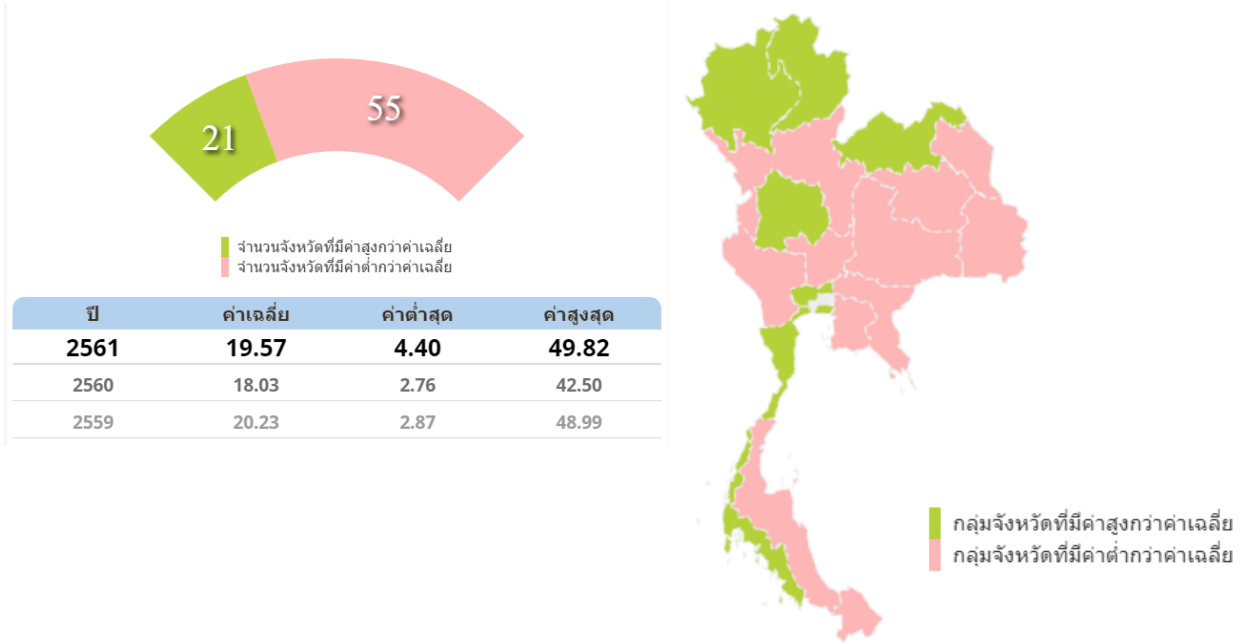 21
55
จำนวนจังหวัดที่มีค่าสูงกว่าค่าเฉลี่ย
จำนวนจังหวัดที่มีค่าต่ำกว่าค่าเฉลี่ย
ปี ค่าเฉลี่ย ค่าต่ำสุด ค่าสูงสุด
2561 19.57 4.40 49.82
2560 18.03 2.76 42.50
2559 20.23 2.87 48.99
กลุ่มจังหวัดที่มีค่าสูงกว่าค่าเฉลี่ย
กลุ่มจังหวัดที่มีค่าต่ำกว่าค่าเฉลี่ย